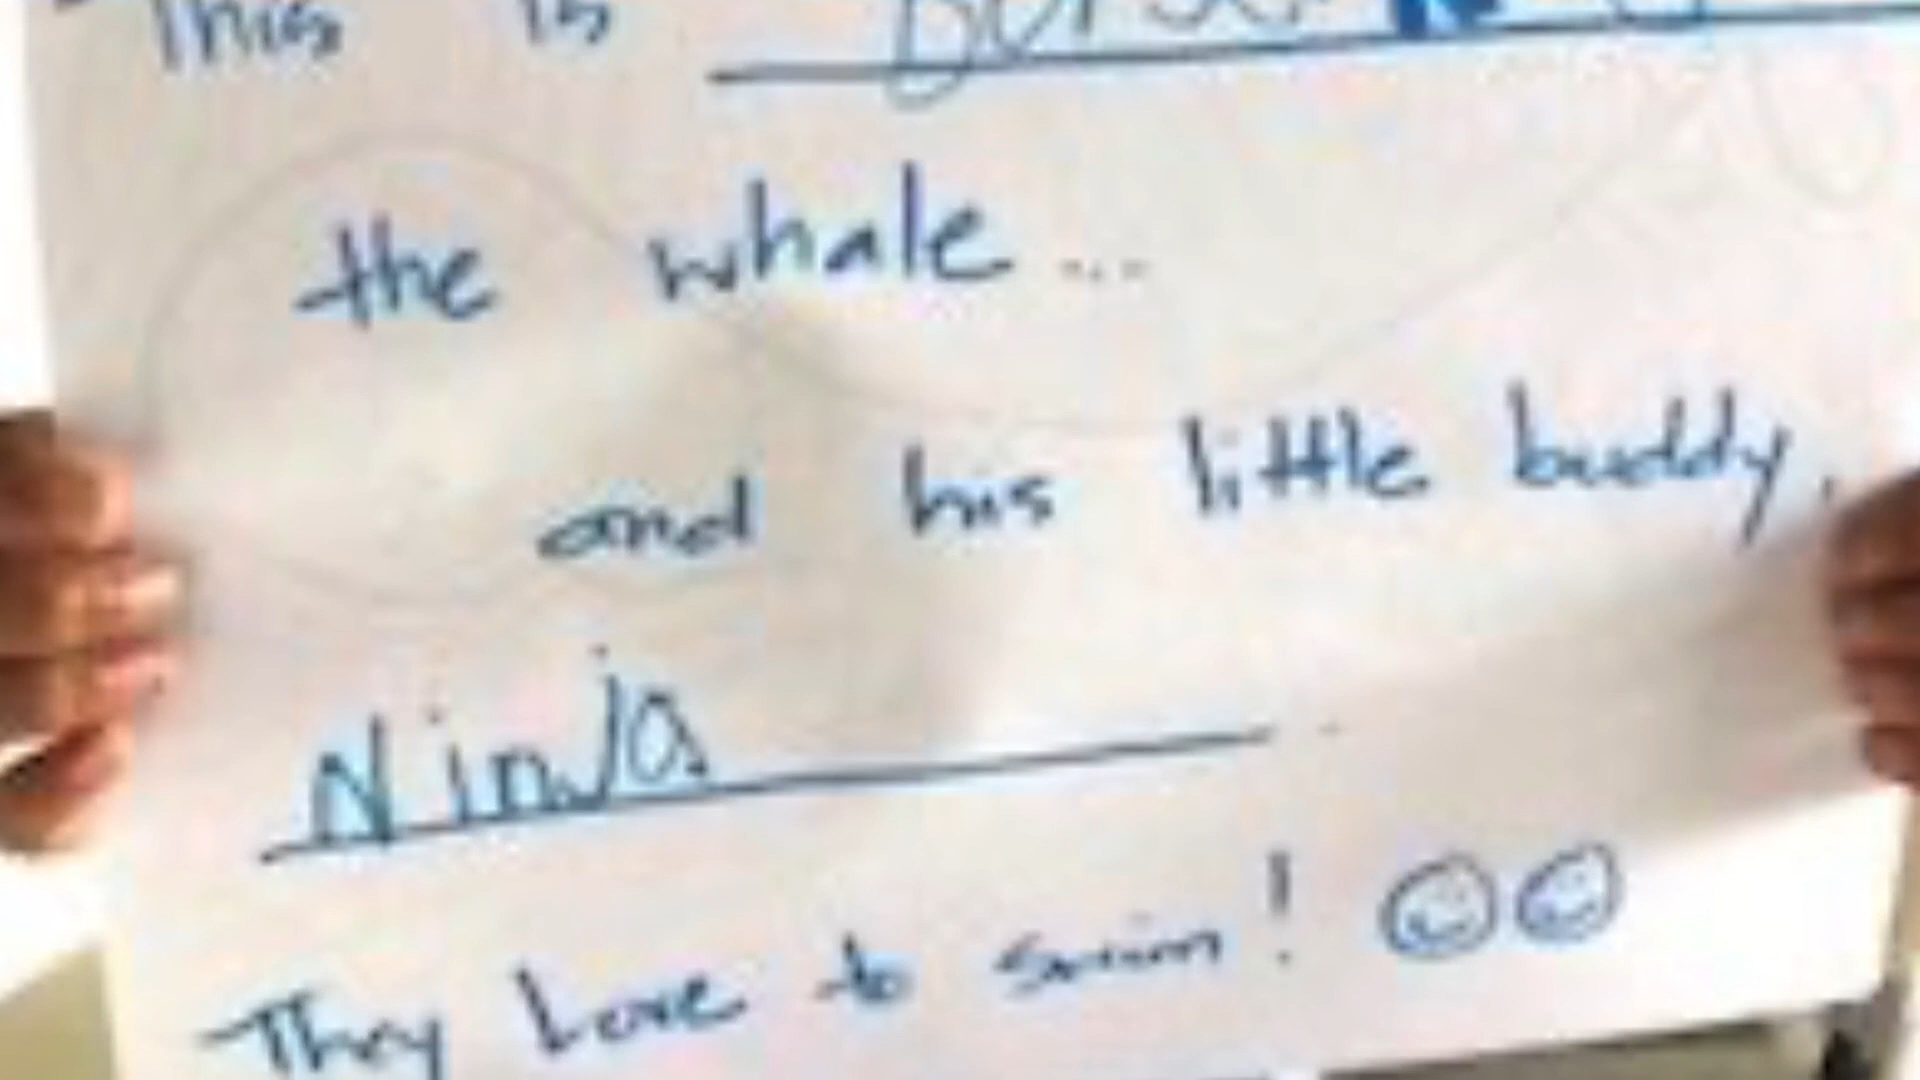 This is
the whale...
and his little buddy,
Ninja
They love to swim!